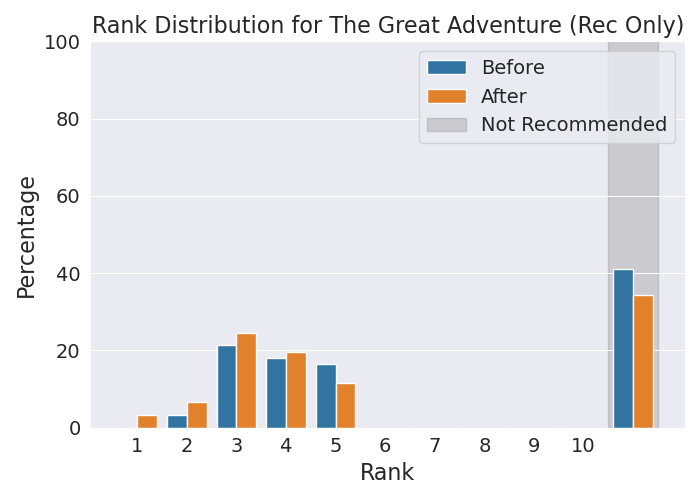 Rank Distribution for The Great Adventure (Rec Only)
100
80
60
40
20
0
Percentage
Before
After
Not Recommended
1 2 3 4 5 6 7 8 9 10
Rank